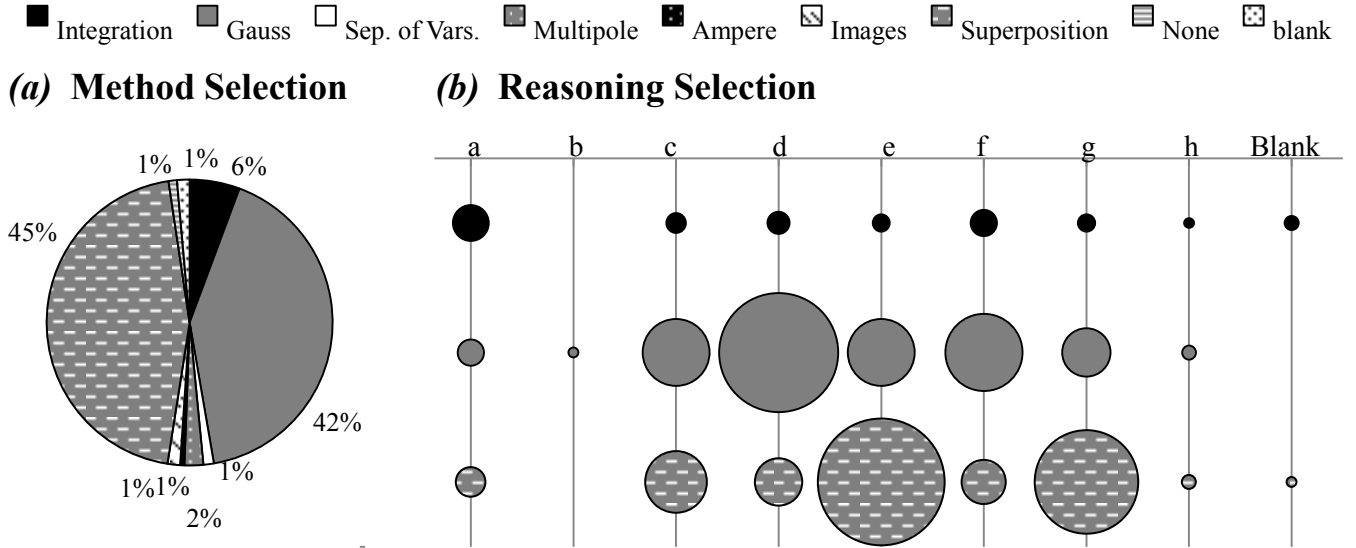 Integration Gauss Sep. of Vars. Multipole Ampere Images Superposition None blank
(a) Method Selection
(b) Reasoning Selection
a b c d e f g h Blank
1% 1% 6%
45%
42%
1%
1% 1%
2%